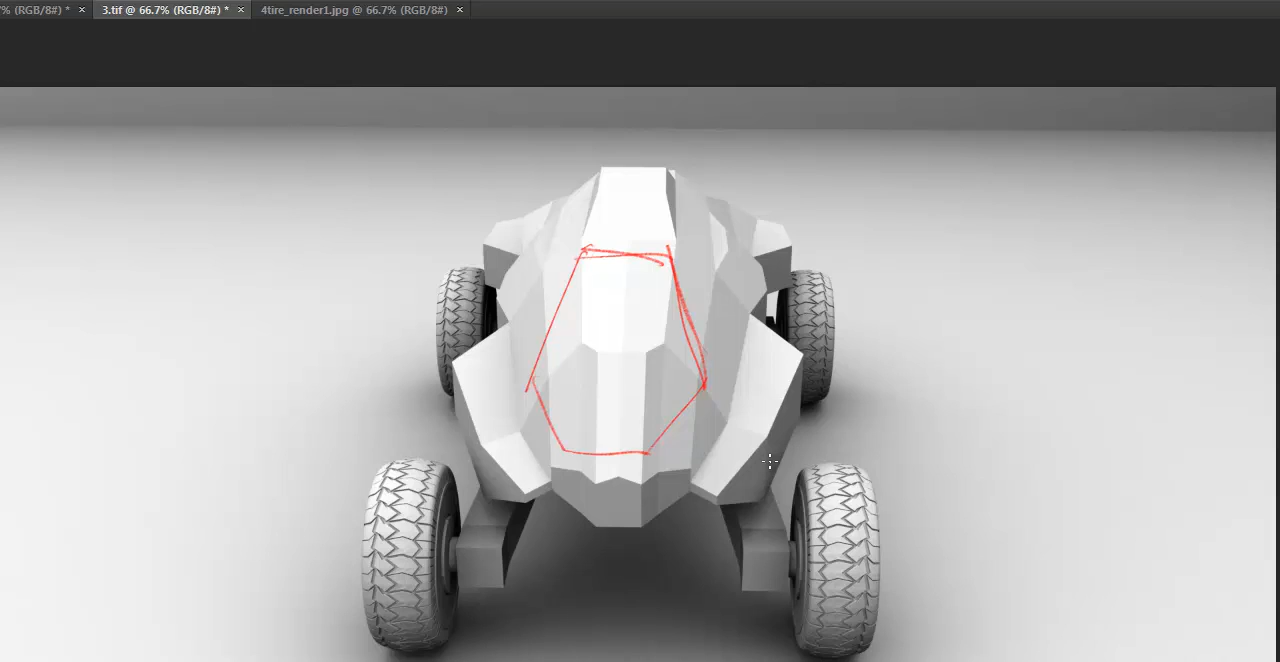 % (RGB/8#) * × 3.tif @ 66.7% (RGB/8#) * × 4tire_render1.jpg @ 66.7% (RGB/8#) ×